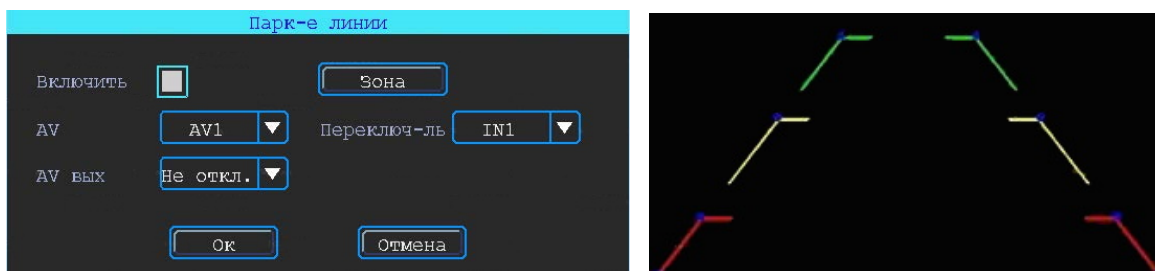 Парк-е линии
Включить Зона
AV AV1 Переключ-ль IN1
AV вых Не откл.
Ок Отмена